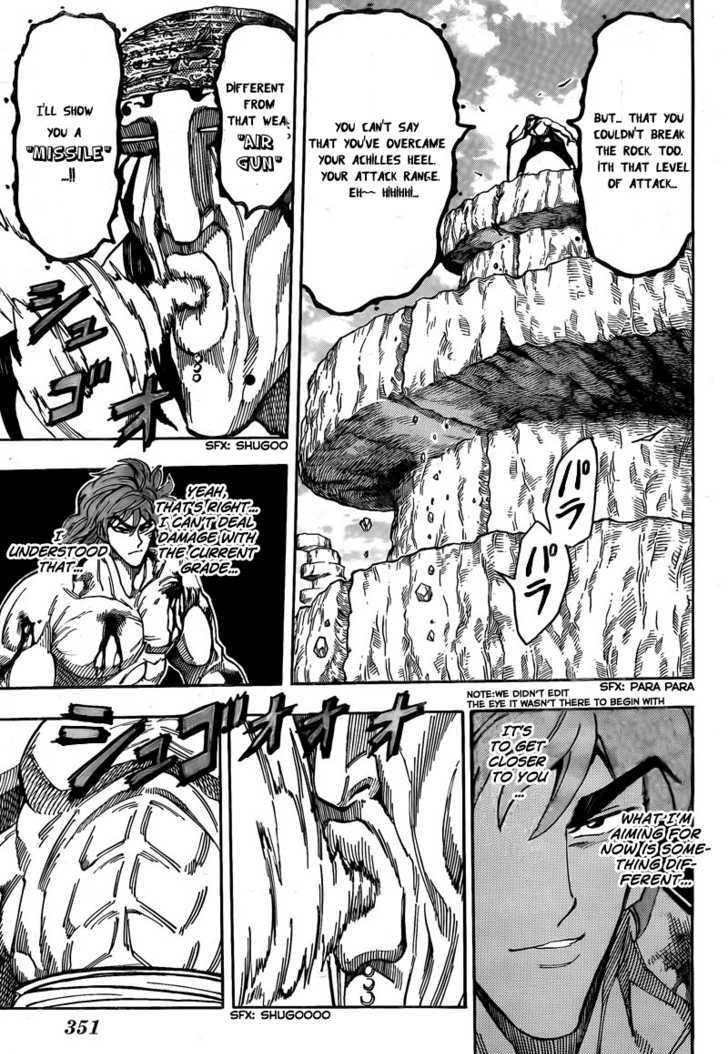 BUT... THAT YOU
COULDN'T BREAK
THE ROCK, TOO.
ITH THAT LEVEL
OF ATTACK...
YOU CAN'T SAY
THAT YOU'VE OVERCAME
YOUR ACHILLES HEEL,
YOUR ATTACK RANGE.
EH~~ HIHIHHI...
パラ
パラ
SFX: PARA PARA
DIFFERENT
FROM
THAT WEA
"AIR
GUN"
I'LL SHOW
YOU A
"MISSILE"
...!!
シュゴオオ
SFX: SHUGOO
YEAH,
THAT'S RIGHT...
I CAN'T DEAL
DAMAGE WITH
THE CURRENT
GRADE...
I
UNDERSTOOD
THAT...
NOTE:WE DIDN'T EDIT
THE EYE IT WASN'T THERE TO BEGIN WITH
IT'S
TO GET
CLOSER
TO YOU
...
WHAT I'M
AIMING FOR
NOW IS SOME-
THING DIF-
FERENT...
シュゴオオオオ
SFX: SHUGOOOO
351